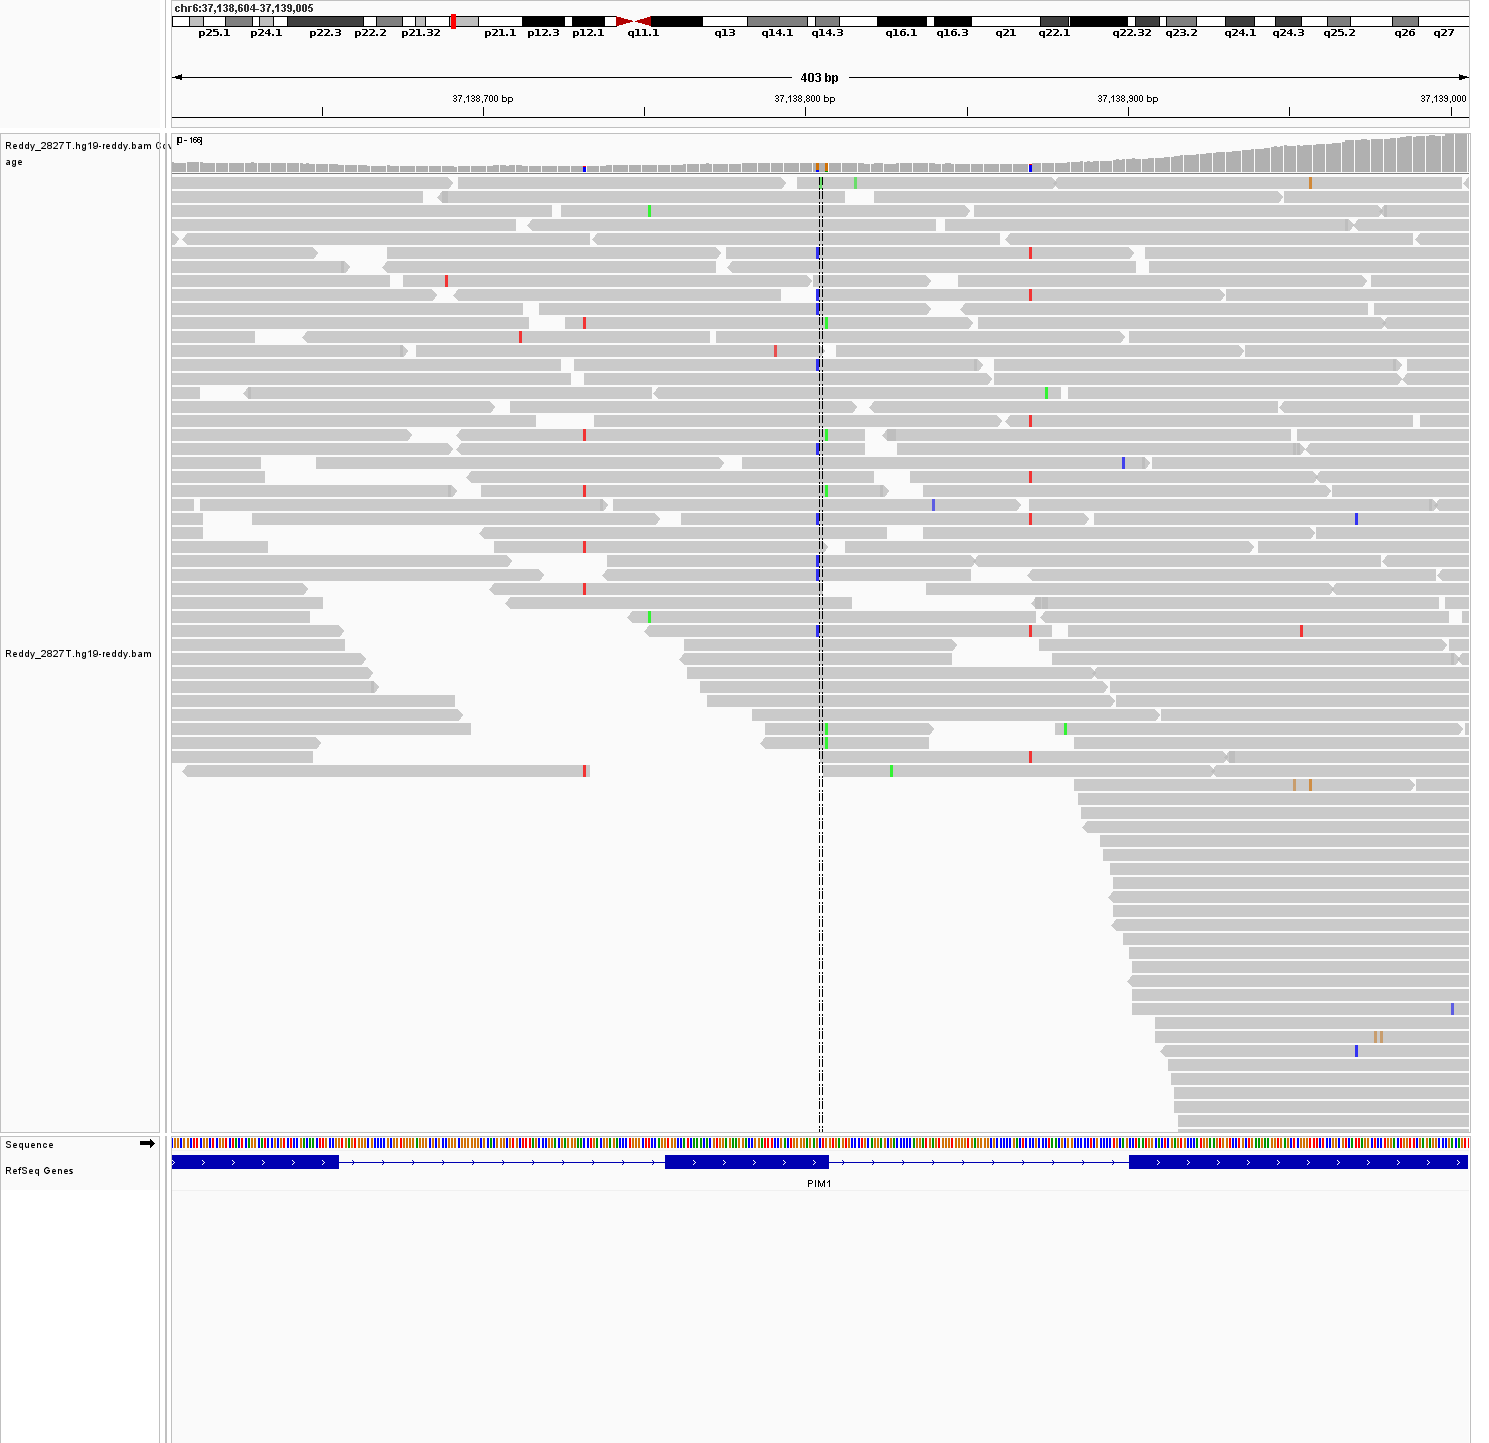 chr6:37,138,604-37,139,005
p25.1 p24.1 p22.3 p22.2 p21.32 p21.1 p12.3 p12.1 q11.1 q13 q14.1 q14.3 q16.1 q16.3 q21 q22.1 q22.32 q23.2 q24.1 q24.3 q25.2 q26 q27
403 bp
37,138,700 bp 37,138,800 bp 37,138,900 bp 37,139,000
Reddy_2827T.hg19-reddy.bam Cov
age
[0 - 166]
Reddy_2827T.hg19-reddy.bam
Sequence
RefSeq Genes
PIM1